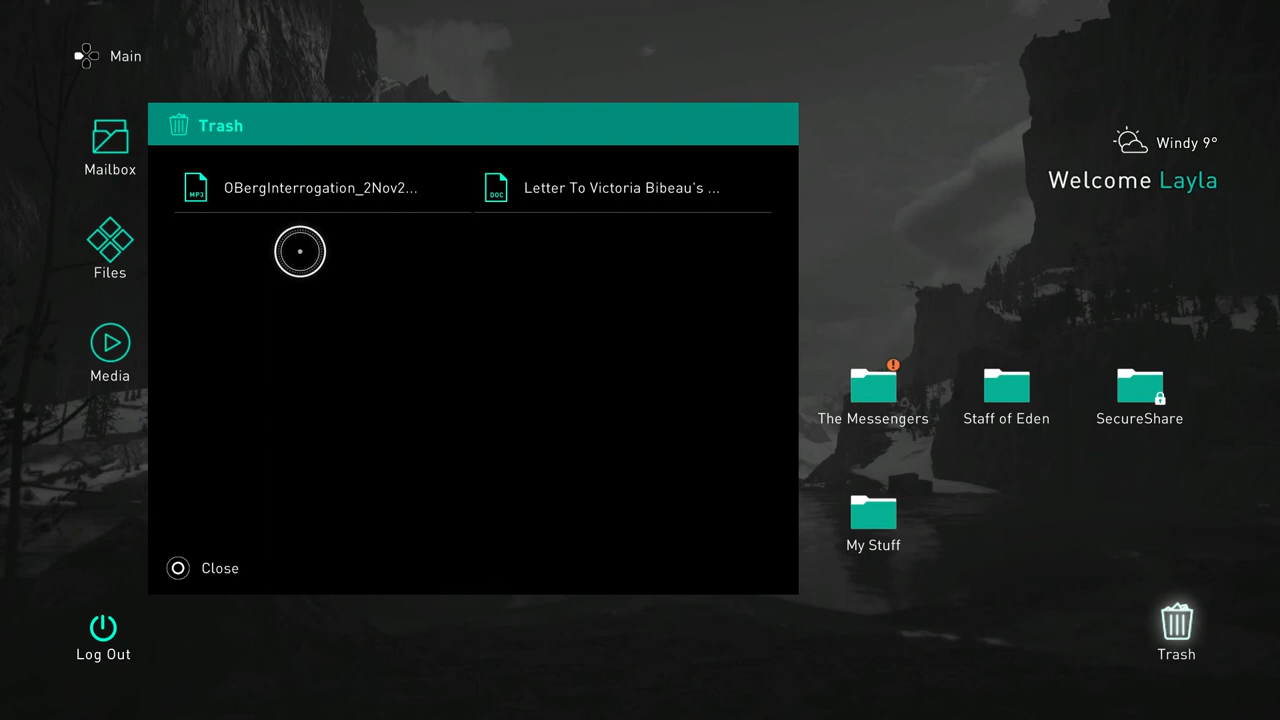 Main
Trash
Mailbox
MP3
OBergInterrogation_2Nov2...
DOC
Letter To Victoria Bibeau's ...
Windy 9°
Welcome Layla
Files
Media
The Messengers
Staff of Eden
SecureShare
My Stuff
Close
Log Out
Trash